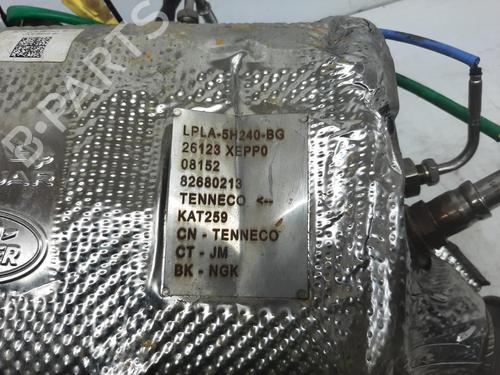 LPLA-5H240-BG
26123 XEPP0
08152
82680213
TENNECO <--
KAT259
CN - TENNECO
CT - JM
BK - NGK
B-PARTS